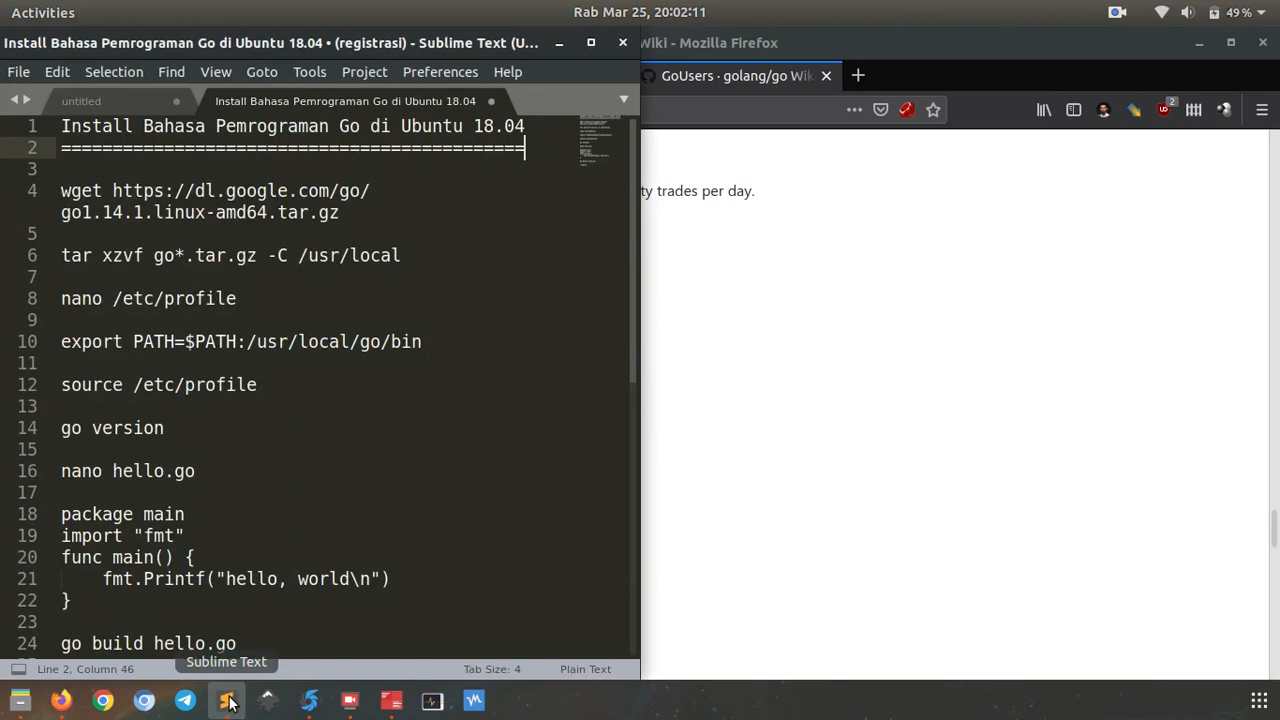 Activities
Rab Mar 25, 20:02:11
49%
Install Bahasa Pemrograman Go di Ubuntu 18.04 • (registrasi) - Sublime Text (U...
Wiki - Mozilla Firefox
File Edit Selection Find View Goto Tools Project Preferences Help
untitled
Install Bahasa Pemrograman Go di Ubuntu 18.04
GoUsers · golang/go Wik
2
1 Install Bahasa Pemrograman Go di Ubuntu 18.04
2 =============================================
3
4 wget https://dl.google.com/go/
go1.14.1.linux-amd64.tar.gz
5
6 tar xzvf go*.tar.gz -C /usr/local
7
8 nano /etc/profile
9
10 export PATH=$PATH:/usr/local/go/bin
11
12 source /etc/profile
13
14 go version
15
16 nano hello.go
17
18 package main
19 import "fmt"
20 func main() {
21 fmt.Printf("hello, world\n")
22 }
23
24 go build hello.go
ty trades per day.
Sublime Text
Line 2, Column 46
Tab Size: 4
Plain Text